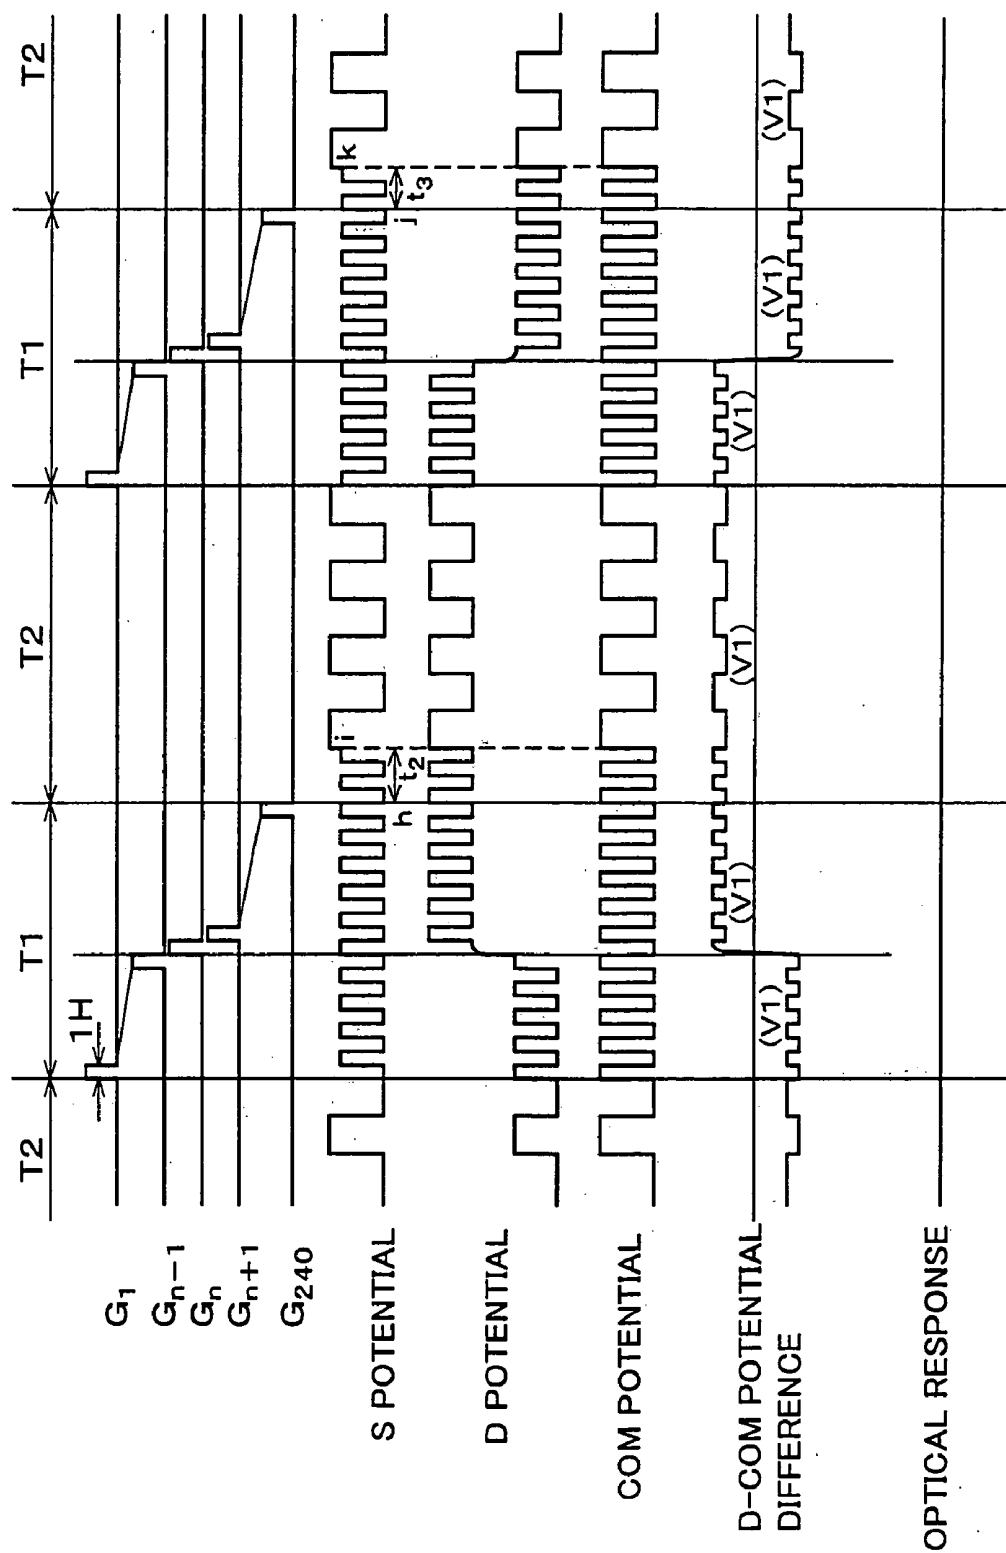 T2 T1 T2 T1 T2
1H
G1
Gn−1
Gn
Gn+1
G240
S POTENTIAL
i k
h t2 j t3
D POTENTIAL
COM POTENTIAL
D−COM POTENTIAL
DIFFERENCE
(V1) (V1) (V1) (V1) (V1) (V1)
OPTICAL RESPONSE